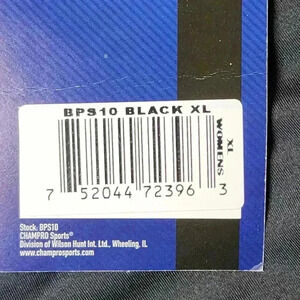 BPS10 BLACK XL
XL
WOMENS
7 52044 72396 3
Stock: BPS10
CHAMPRO Sports®
Division of Wilson Hunt Int. Ltd., Wheeling, IL
www.champrosports.com